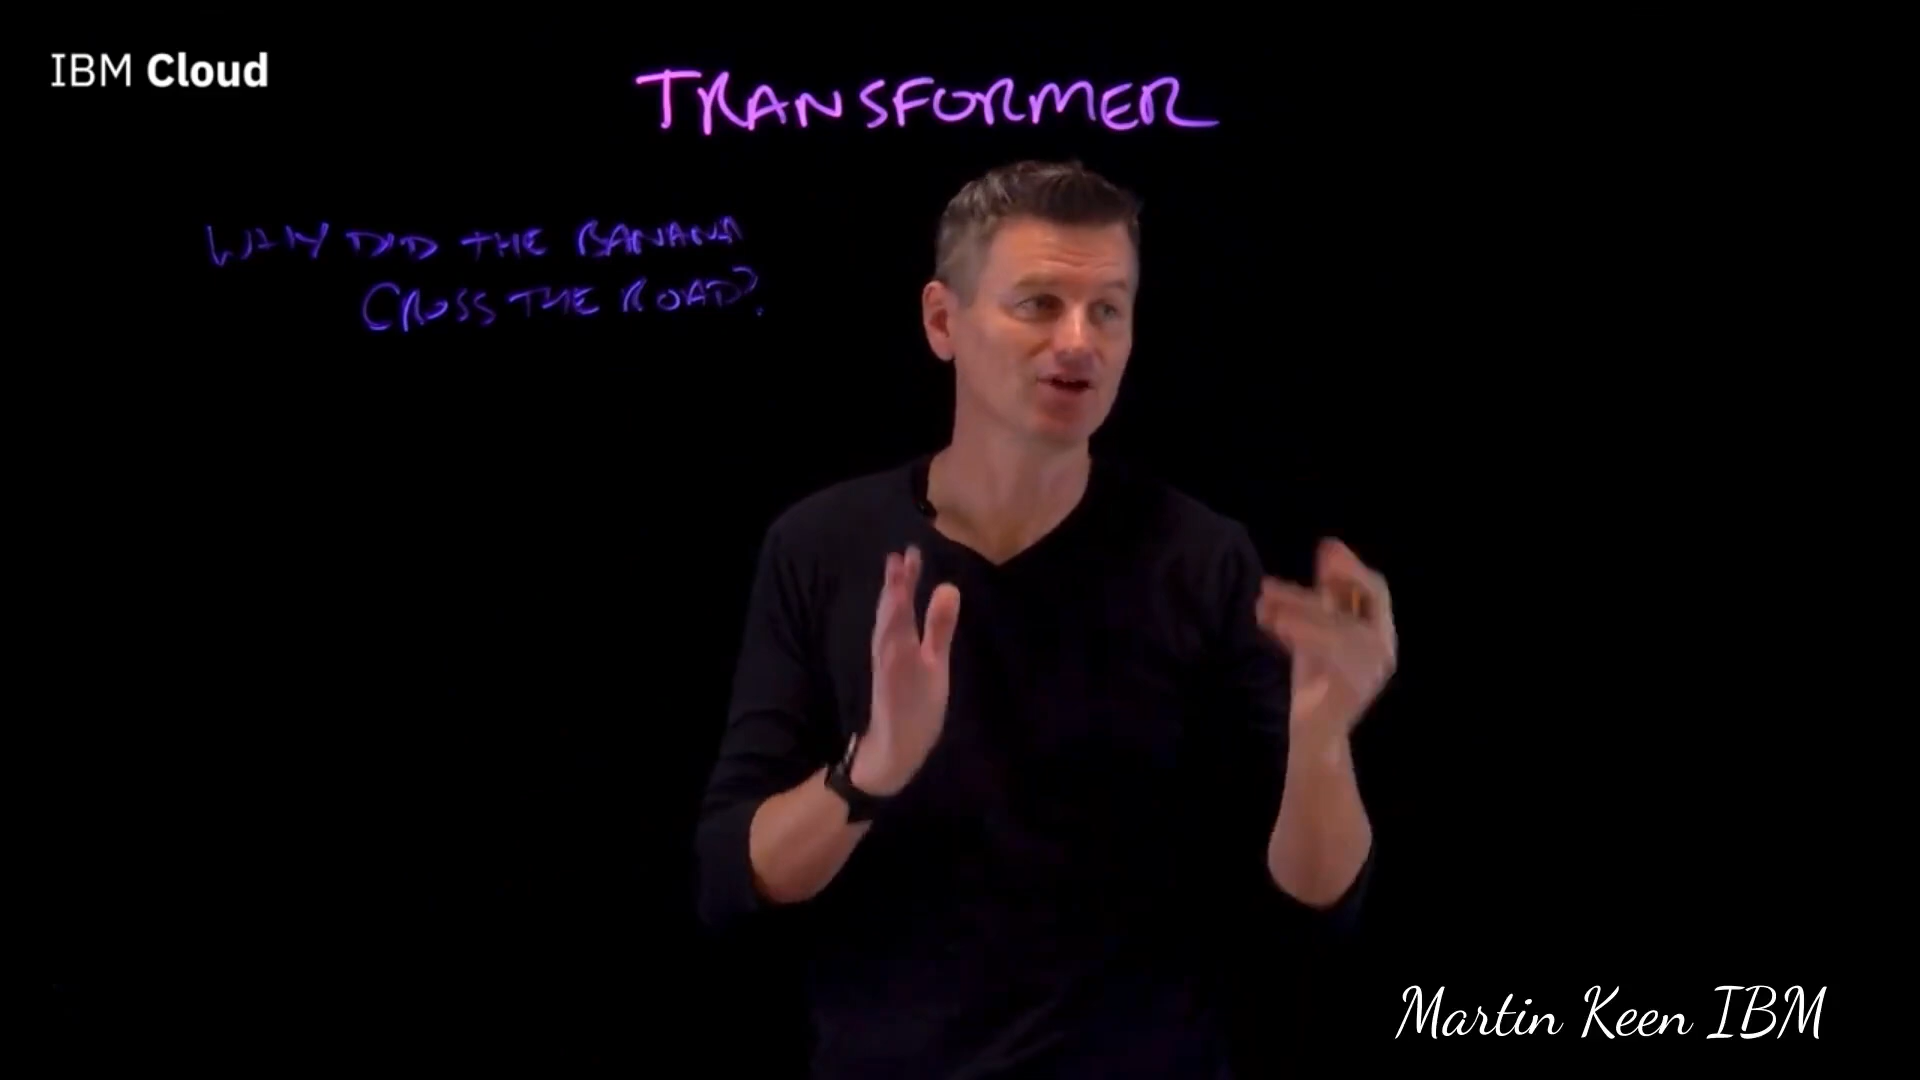 IBM Cloud
TRANSFORMER
WHY DID THE BANANA
CROSS THE ROAD?
Martin Keen IBM